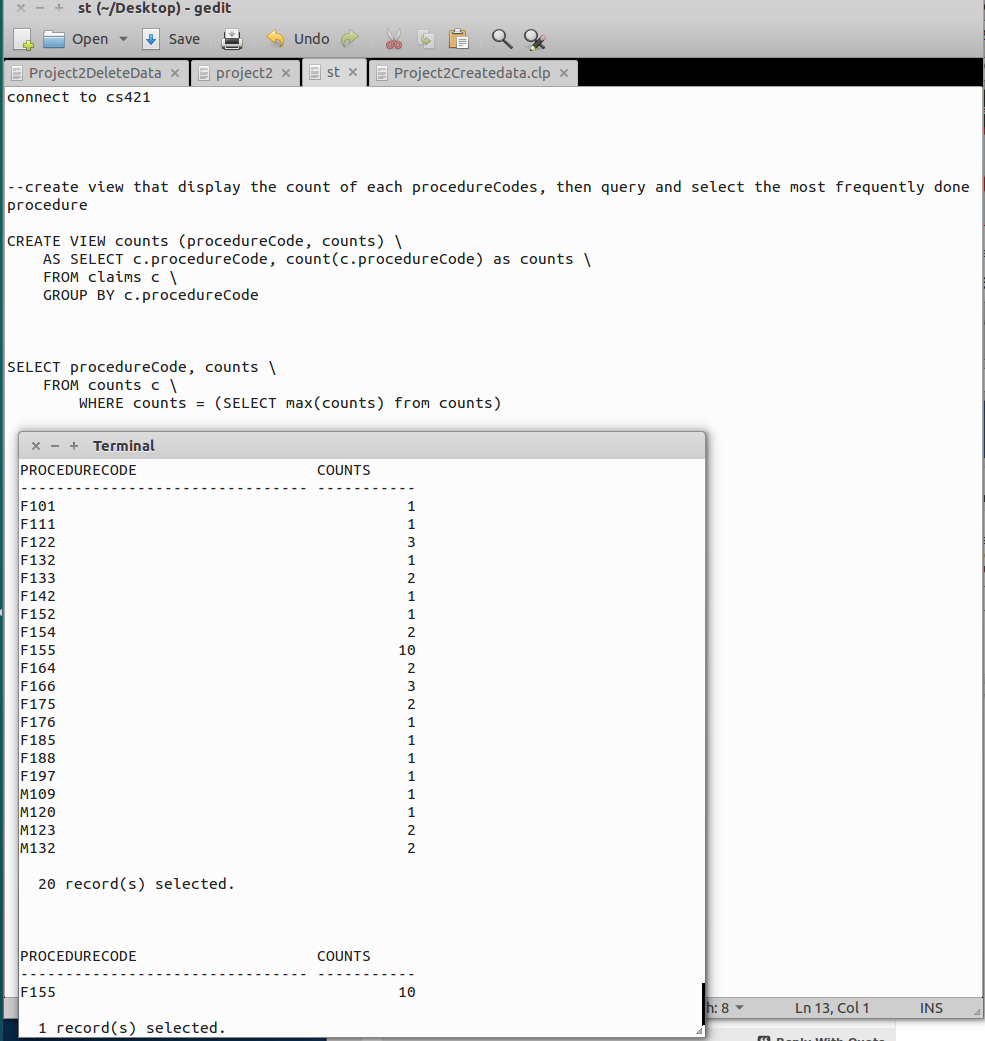 st (~/Desktop) - gedit
Open Save Undo
Project2DeleteData project2 st Project2Createdata.clp
connect to cs421
--create view that display the count of each procedureCodes, then query and select the most frequently done
procedure
CREATE VIEW counts (procedureCode, counts) \
AS SELECT c.procedureCode, count(c.procedureCode) as counts \
FROM claims c \
GROUP BY c.procedureCode
SELECT procedureCode, counts \
FROM counts c \
WHERE counts = (SELECT max(counts) from counts)
Terminal
PROCEDURECODE COUNTS
-------------------------------- -----------
F101 1
F111 1
F122 3
F132 1
F133 2
F142 1
F152 1
F154 2
F155 10
F164 2
F166 3
F175 2
F176 1
F185 1
F188 1
F197 1
M109 1
M120 1
M123 2
M132 2
20 record(s) selected.
PROCEDURECODE COUNTS
-------------------------------- -----------
F155 10
1 record(s) selected.
h: 8 Ln 13, Col 1 INS
Reply With Quote